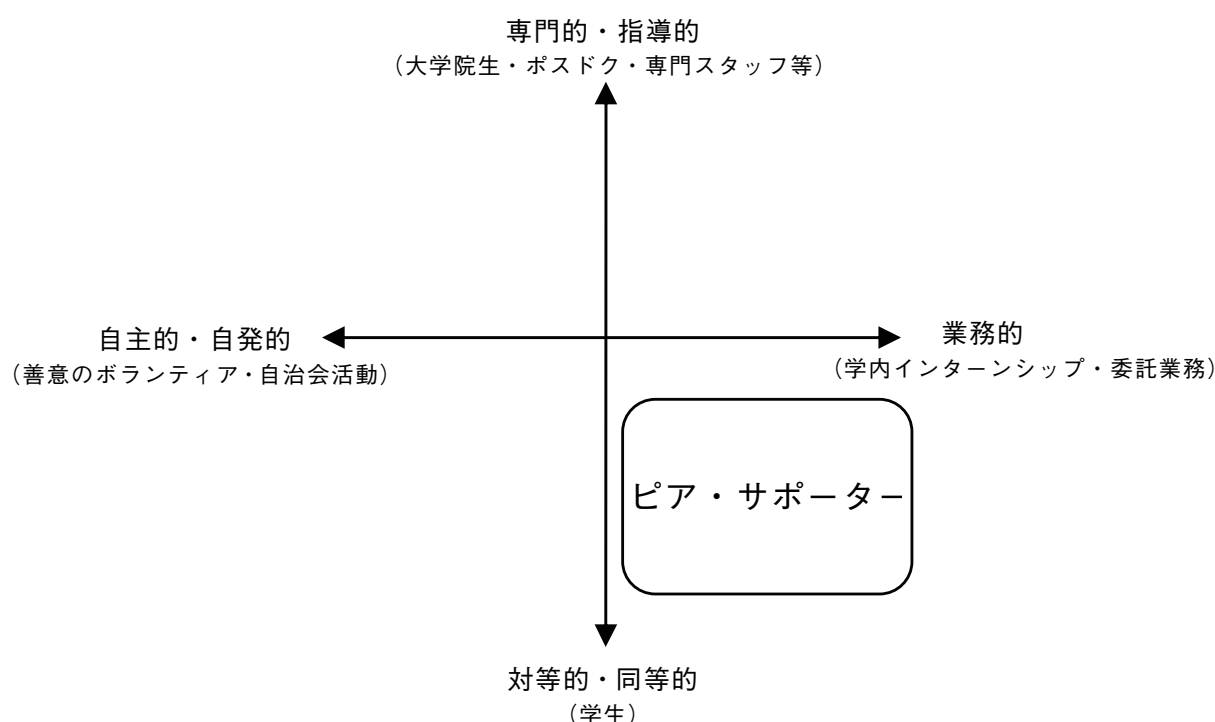 専門的・指導的
（大学院生・ポスドク・専門スタッフ等）
自主的・自発的
（善意のボランティア・自治会活動）
業務的
（学内インターンシップ・委託業務）
ピア・サポーター
対等的・同等的
（学生）